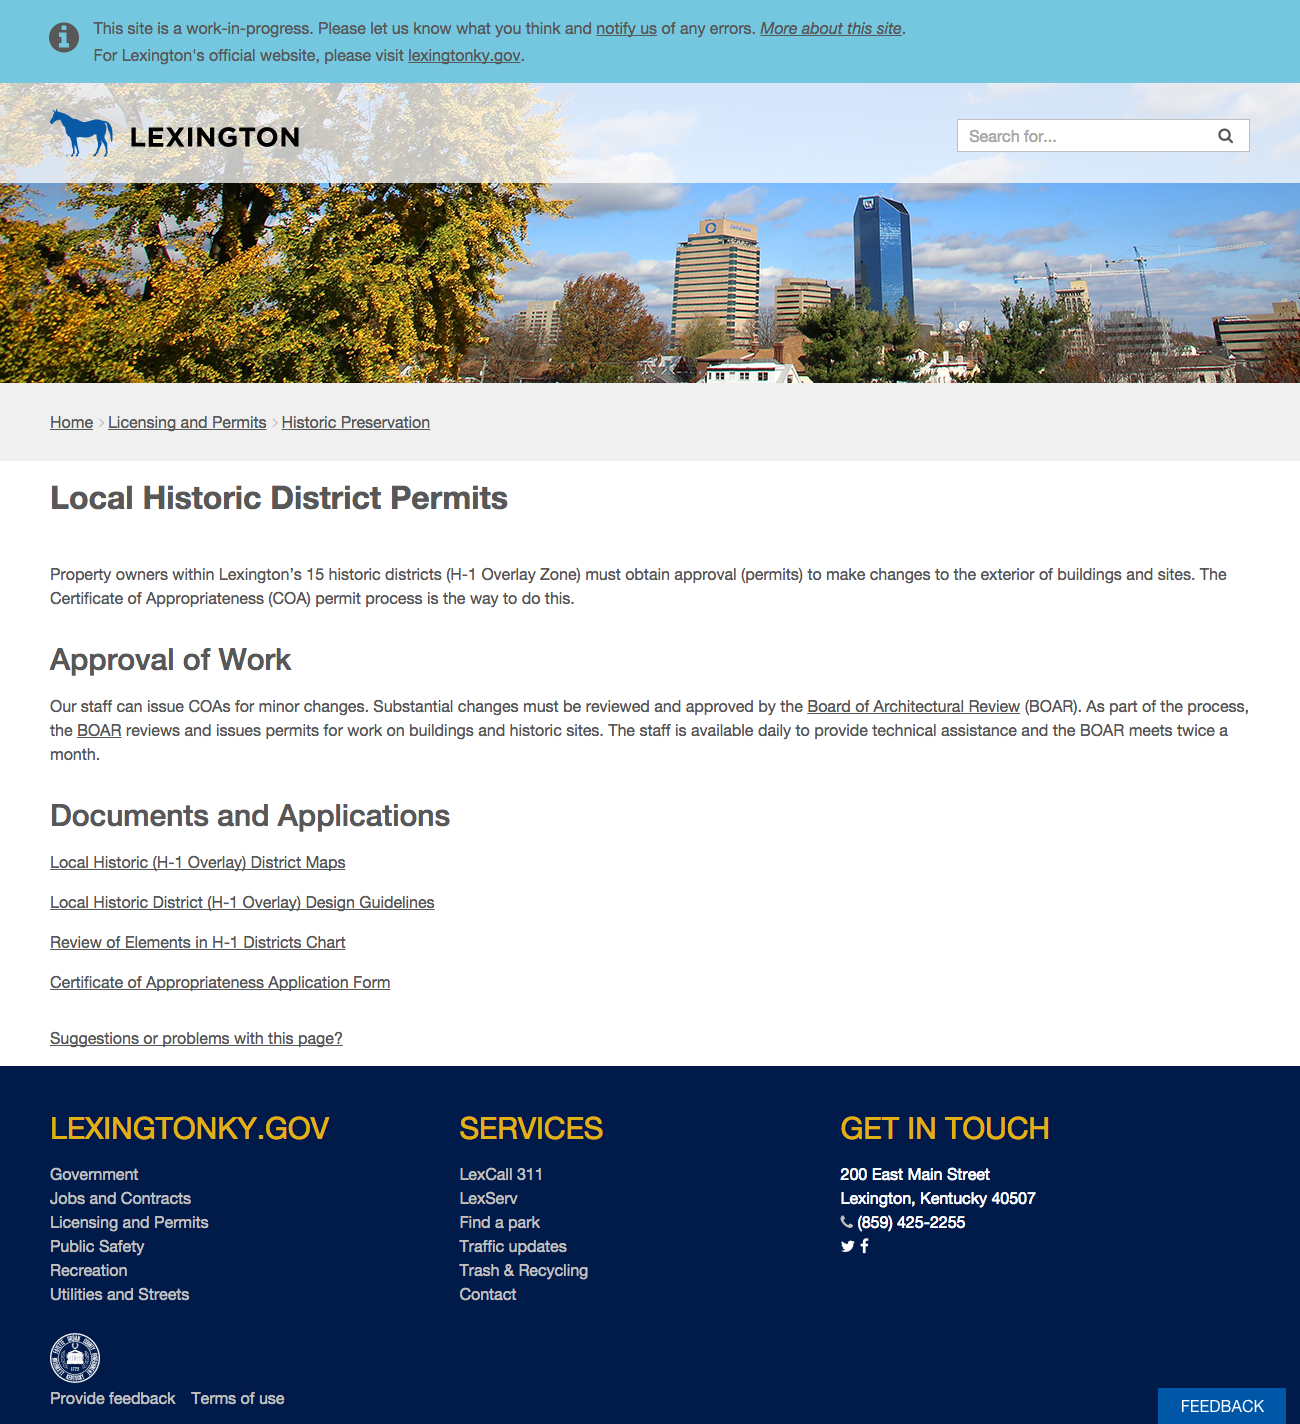 This site is a work-in-progress. Please let us know what you think and notify us of any errors. More about this site.
For Lexington's official website, please visit lexingtonky.gov.
LEXINGTON
Search for...
Home > Licensing and Permits > Historic Preservation
Local Historic District Permits
Property owners within Lexington’s 15 historic districts (H-1 Overlay Zone) must obtain approval (permits) to make changes to the exterior of buildings and sites. The
Certificate of Appropriateness (COA) permit process is the way to do this.
Approval of Work
Our staff can issue COAs for minor changes. Substantial changes must be reviewed and approved by the Board of Architectural Review (BOAR). As part of the process,
the BOAR reviews and issues permits for work on buildings and historic sites. The staff is available daily to provide technical assistance and the BOAR meets twice a
month.
Documents and Applications
Local Historic (H-1 Overlay) District Maps
Local Historic District (H-1 Overlay) Design Guidelines
Review of Elements in H-1 Districts Chart
Certificate of Appropriateness Application Form
Suggestions or problems with this page?
LEXINGTONKY.GOV
Government
Jobs and Contracts
Licensing and Permits
Public Safety
Recreation
Utilities and Streets
SERVICES
LexCall 311
LexServ
Find a park
Traffic updates
Trash & Recycling
Contact
GET IN TOUCH
200 East Main Street
Lexington, Kentucky 40507
(859) 425-2255
Provide feedback Terms of use
FEEDBACK